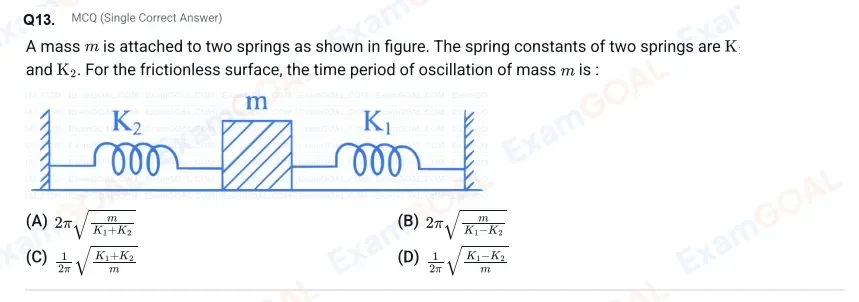 Q13. MCQ (Single Correct Answer)
A mass m is attached to two springs as shown in figure. The spring constants of two springs are K₁
and K₂. For the frictionless surface, the time period of oscillation of mass m is :
m
K₂ K₁
(A) 2π√(m/(K₁+K₂)) (B) 2π√(m/(K₁−K₂))
(C) 1/(2π)√((K₁+K₂)/m) (D) 1/(2π)√((K₁−K₂)/m)
ExamGOAL